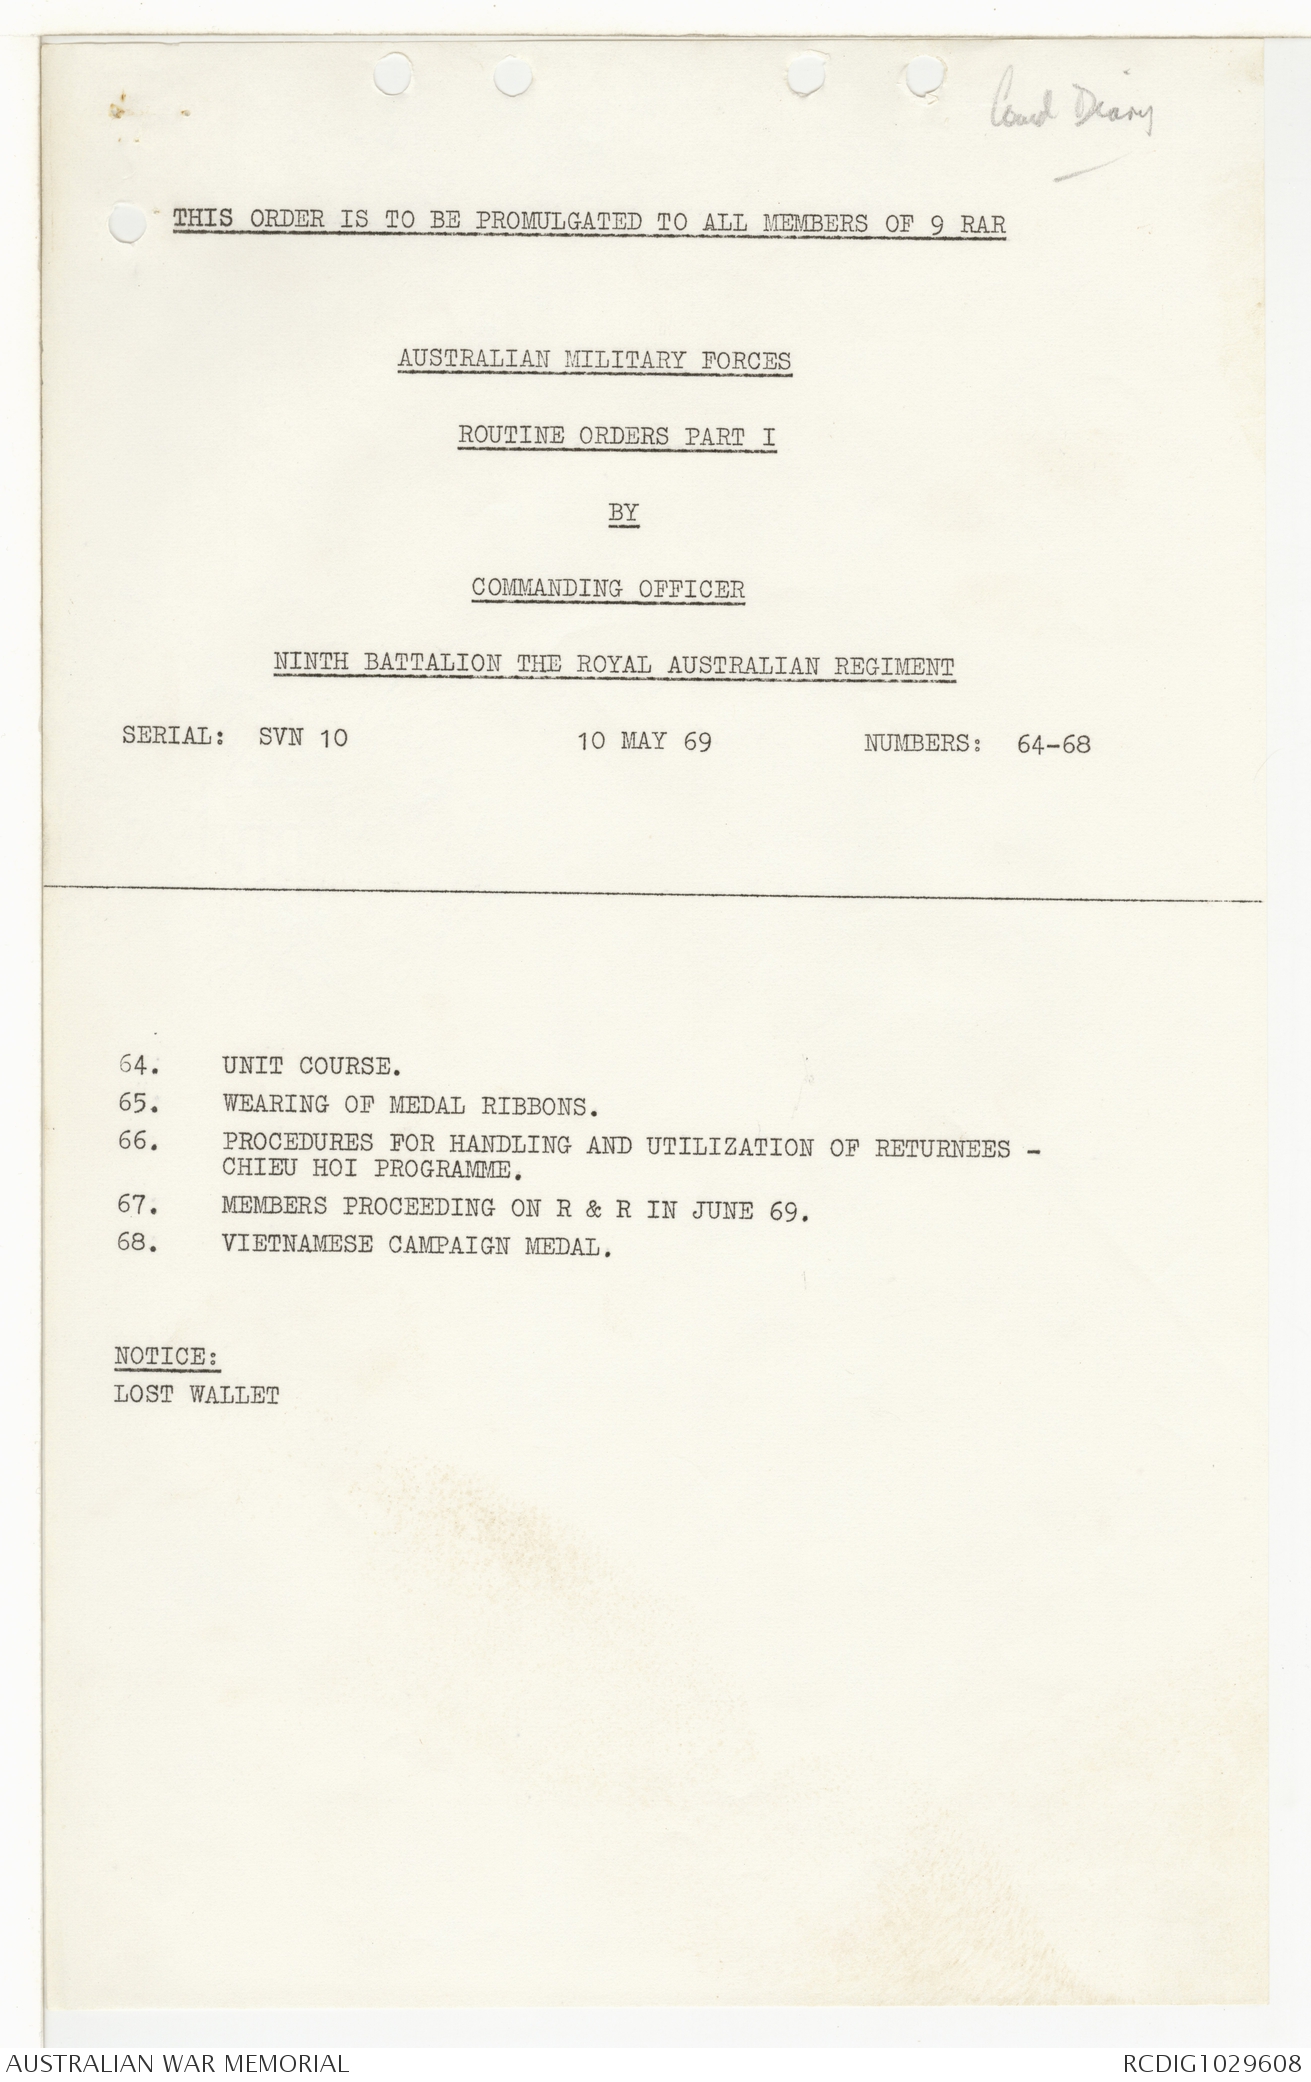 Comd Diary
THIS ORDER IS TO BE PROMULGATED TO ALL MEMBERS OF 9 RAR
AUSTRALIAN MILITARY FORCES
ROUTINE ORDERS PART I
BY
COMMANDING OFFICER
NINTH BATTALION THE ROYAL AUSTRALIAN REGIMENT
SERIAL: SVN 10 10 MAY 69 NUMBERS: 64-68
64. UNIT COURSE.
65. WEARING OF MEDAL RIBBONS.
66. PROCEDURES FOR HANDLING AND UTILIZATION OF RETURNEES -
CHIEU HOI PROGRAMME.
67. MEMBERS PROCEEDING ON R & R IN JUNE 69.
68. VIETNAMESE CAMPAIGN MEDAL.
NOTICE:
LOST WALLET
AUSTRALIAN WAR MEMORIAL RCDIG1029608